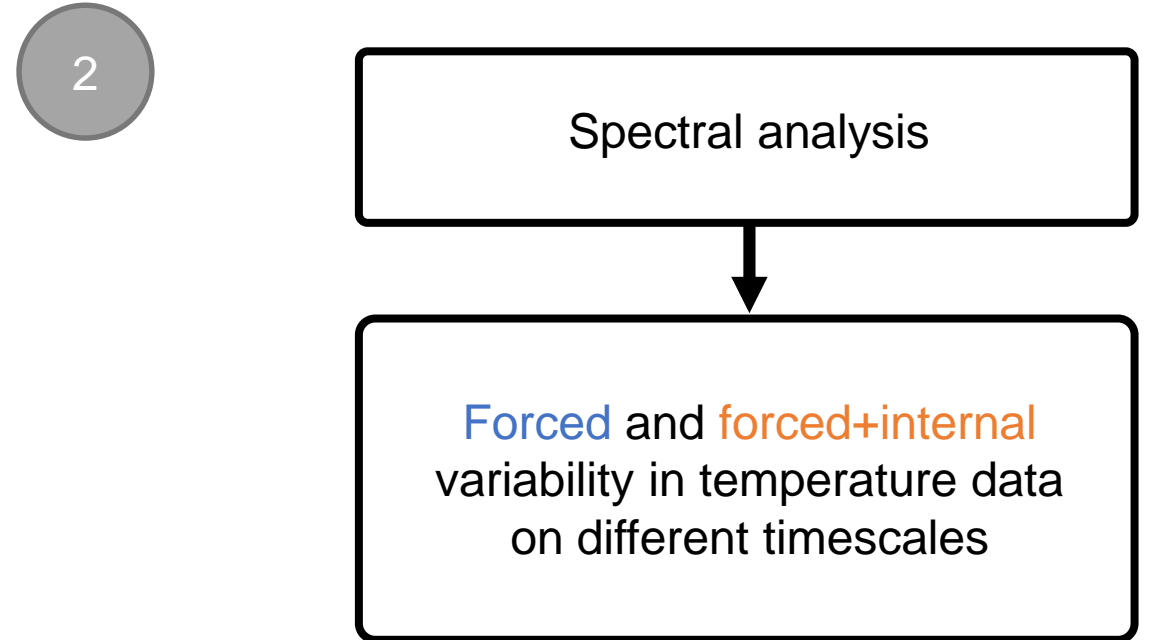 2
Spectral analysis
Forced and forced+internal
variability in temperature data
on different timescales